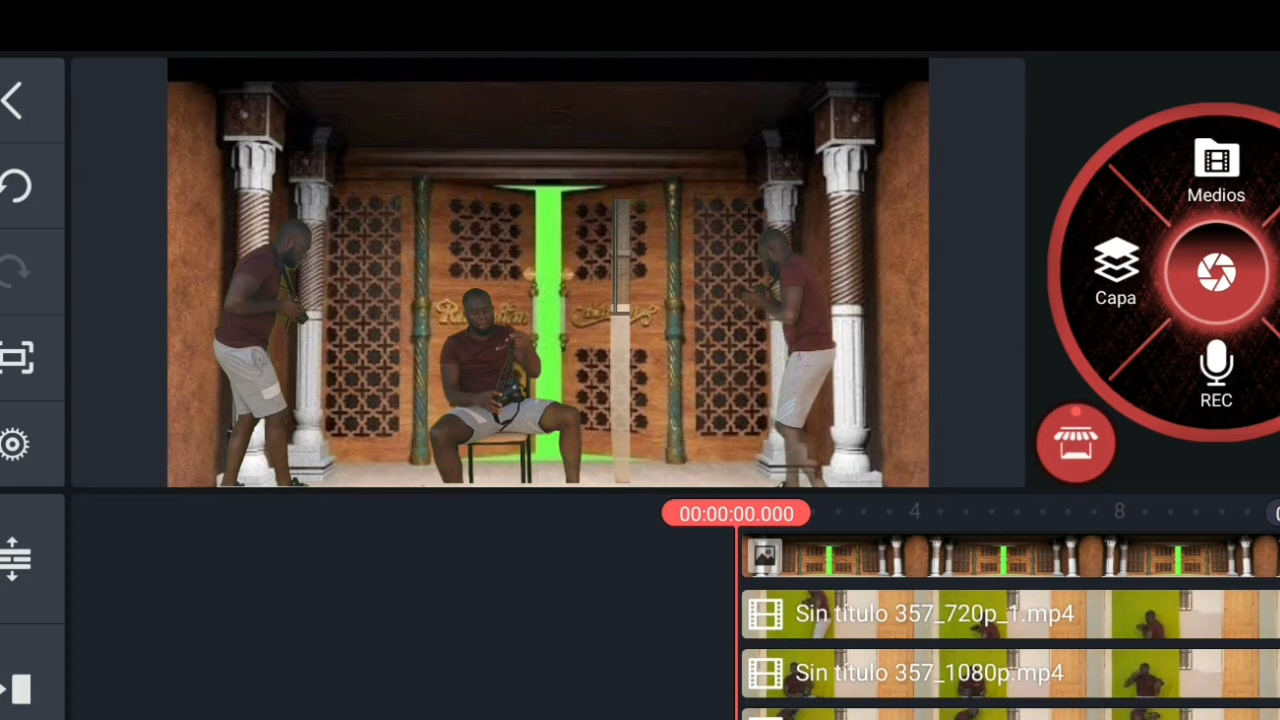 Medios
Capa
REC
00:00:00.000
4
8
Sin título 357_720p_1.mp4
Sin título 357_1080p.mp4